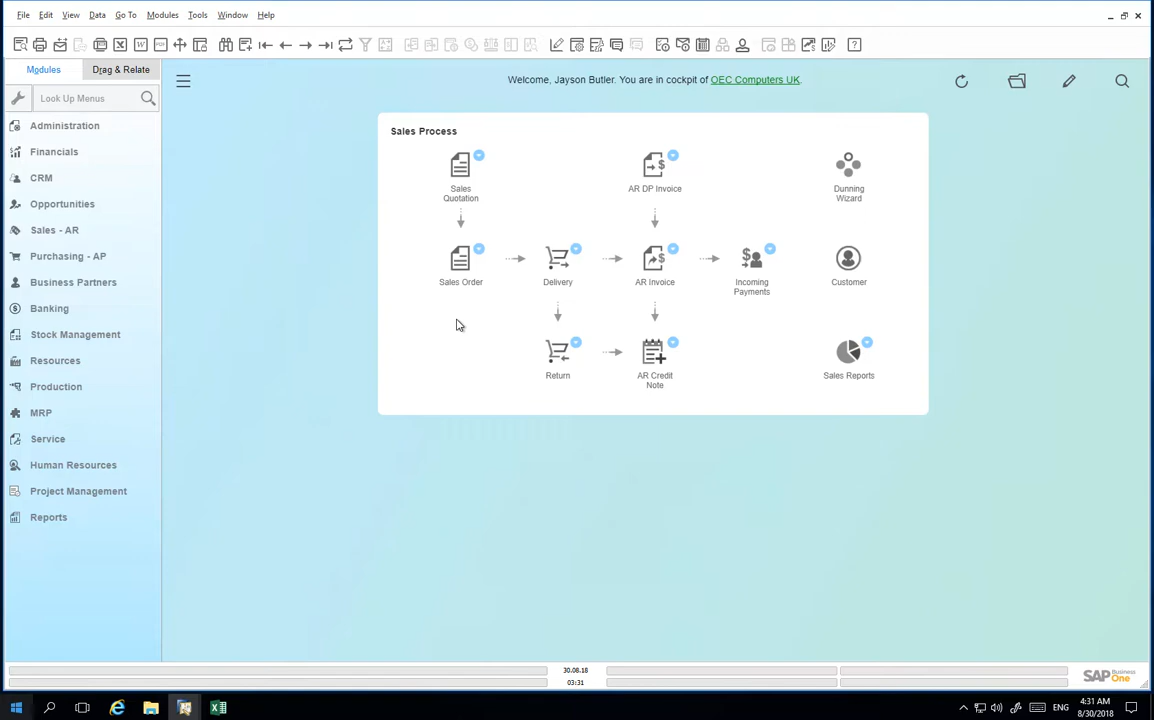 File Edit View Data Go To Modules Tools Window Help
Modules Drag & Relate
Look Up Menus
Administration
Financials
CRM
Opportunities
Sales - AR
Purchasing - AP
Business Partners
Banking
Stock Management
Resources
Production
MRP
Service
Human Resources
Project Management
Reports
Welcome, Jayson Butler. You are in cockpit of OEC Computers UK.
Sales Process
Sales
Quotation
AR DP Invoice
Dunning
Wizard
Sales Order
Delivery
AR Invoice
Incoming
Payments
Customer
Return
AR Credit
Note
Sales Reports
30.08.18
03:31
SAP Business
One
ENG
4:31 AM
8/30/2018